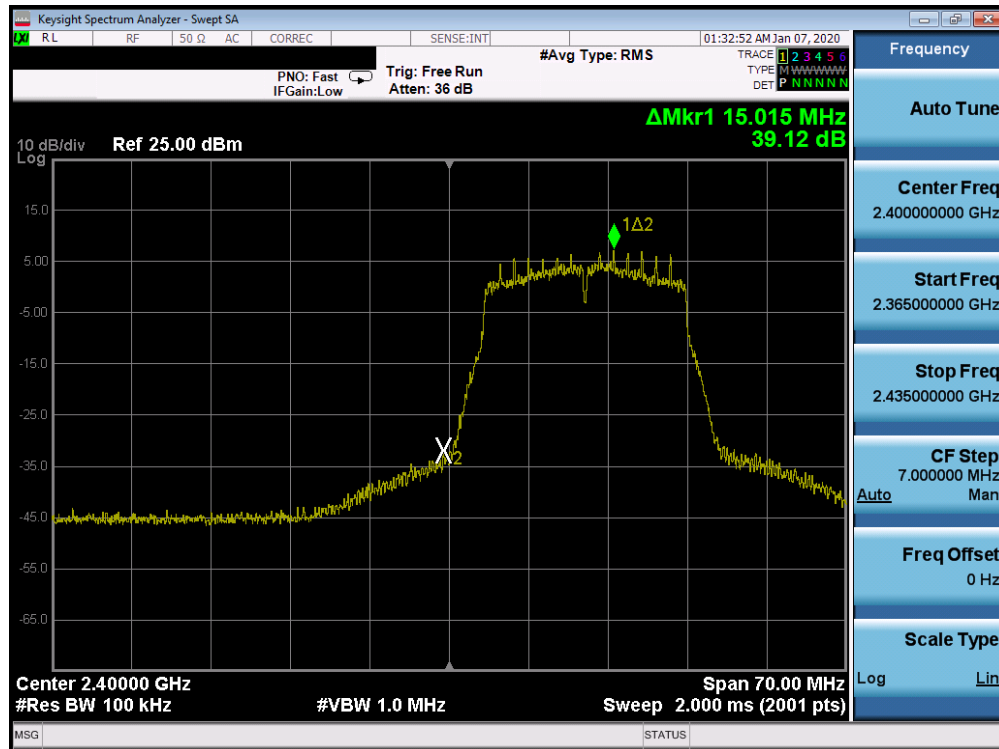 Keysight Spectrum Analyzer - Swept SA
LXI RL RF 50 Ω AC CORREC SENSE:INT 01:32:52 AM Jan 07, 2020
#Avg Type: RMS TRACE 1 2 3 4 5 6
PNO: Fast Trig: Free Run TYPE M WWWWW
IFGain:Low Atten: 36 dB DET P N N N N N
ΔMkr1 15.015 MHz
39.12 dB
10 dB/div Ref 25.00 dBm
Log
1Δ2
15.0
5.00
-5.00
-15.0
-25.0
X2
-35.0
-45.0
-55.0
-65.0
Center 2.40000 GHz Span 70.00 MHz
#Res BW 100 kHz #VBW 1.0 MHz Sweep 2.000 ms (2001 pts)
MSG STATUS
Frequency
Auto Tune
Center Freq
2.400000000 GHz
Start Freq
2.365000000 GHz
Stop Freq
2.435000000 GHz
CF Step
7.000000 MHz
Auto Man
Freq Offset
0 Hz
Scale Type
Log Lin